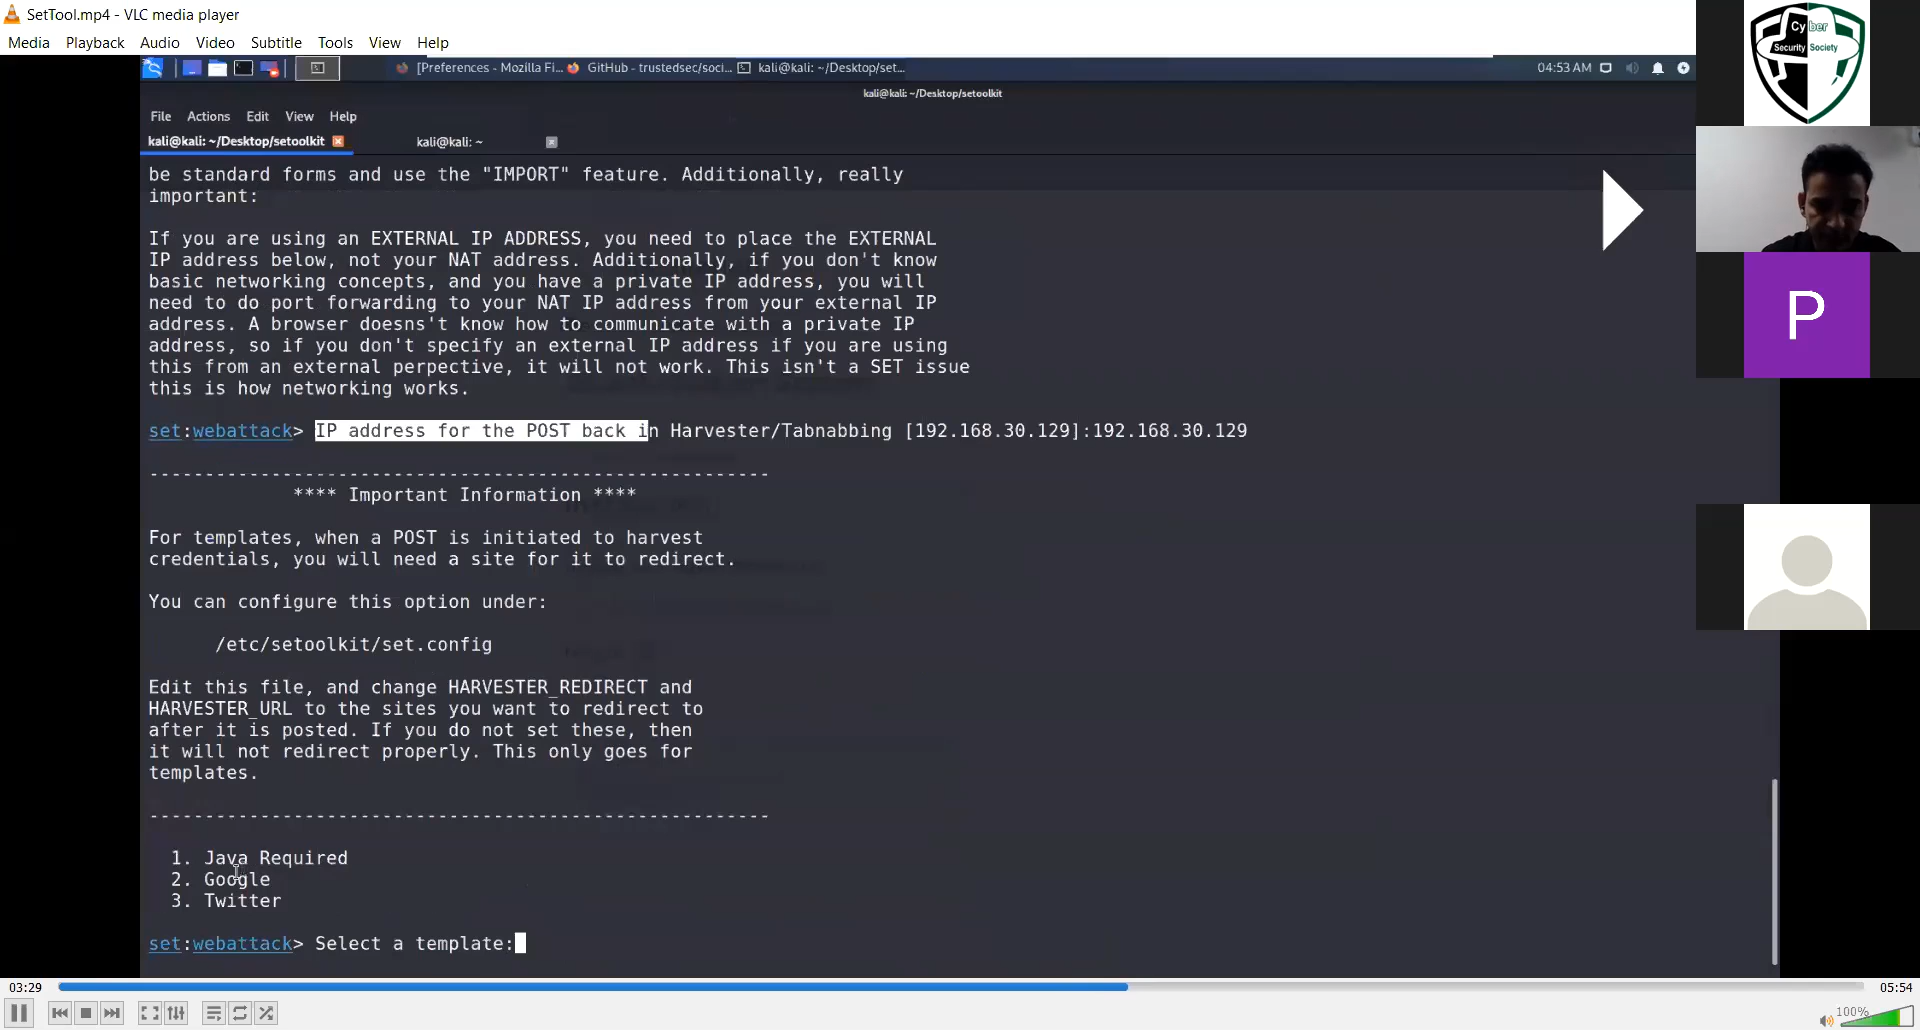 SetTool.mp4 - VLC media player
Media Playback Audio Video Subtitle Tools View Help
[Preferences - Mozilla Fi... GitHub - trustedsec/soci... kali@kali: ~/Desktop/set... 04:53 AM
kali@kali: ~/Desktop/setoolkit
File Actions Edit View Help
kali@kali: ~/Desktop/setoolkit kali@kali: ~
be standard forms and use the "IMPORT" feature. Additionally, really
important:
If you are using an EXTERNAL IP ADDRESS, you need to place the EXTERNAL
IP address below, not your NAT address. Additionally, if you don't know
basic networking concepts, and you have a private IP address, you will
need to do port forwarding to your NAT IP address from your external IP
address. A browser doesns't know how to communicate with a private IP
address, so if you don't specify an external IP address if you are using
this from an external perpective, it will not work. This isn't a SET issue
this is how networking works.
set:webattack> IP address for the POST back in Harvester/Tabnabbing [192.168.30.129]:192.168.30.129
--------------------------------------------------------
**** Important Information ****
For templates, when a POST is initiated to harvest
credentials, you will need a site for it to redirect.
You can configure this option under:
/etc/setoolkit/set.config
Edit this file, and change HARVESTER_REDIRECT and
HARVESTER_URL to the sites you want to redirect to
after it is posted. If you do not set these, then
it will not redirect properly. This only goes for
templates.
--------------------------------------------------------
1. Java Required
2. Google
3. Twitter
set:webattack> Select a template:
03:29 05:54
100%
Cyber
Security Society
P